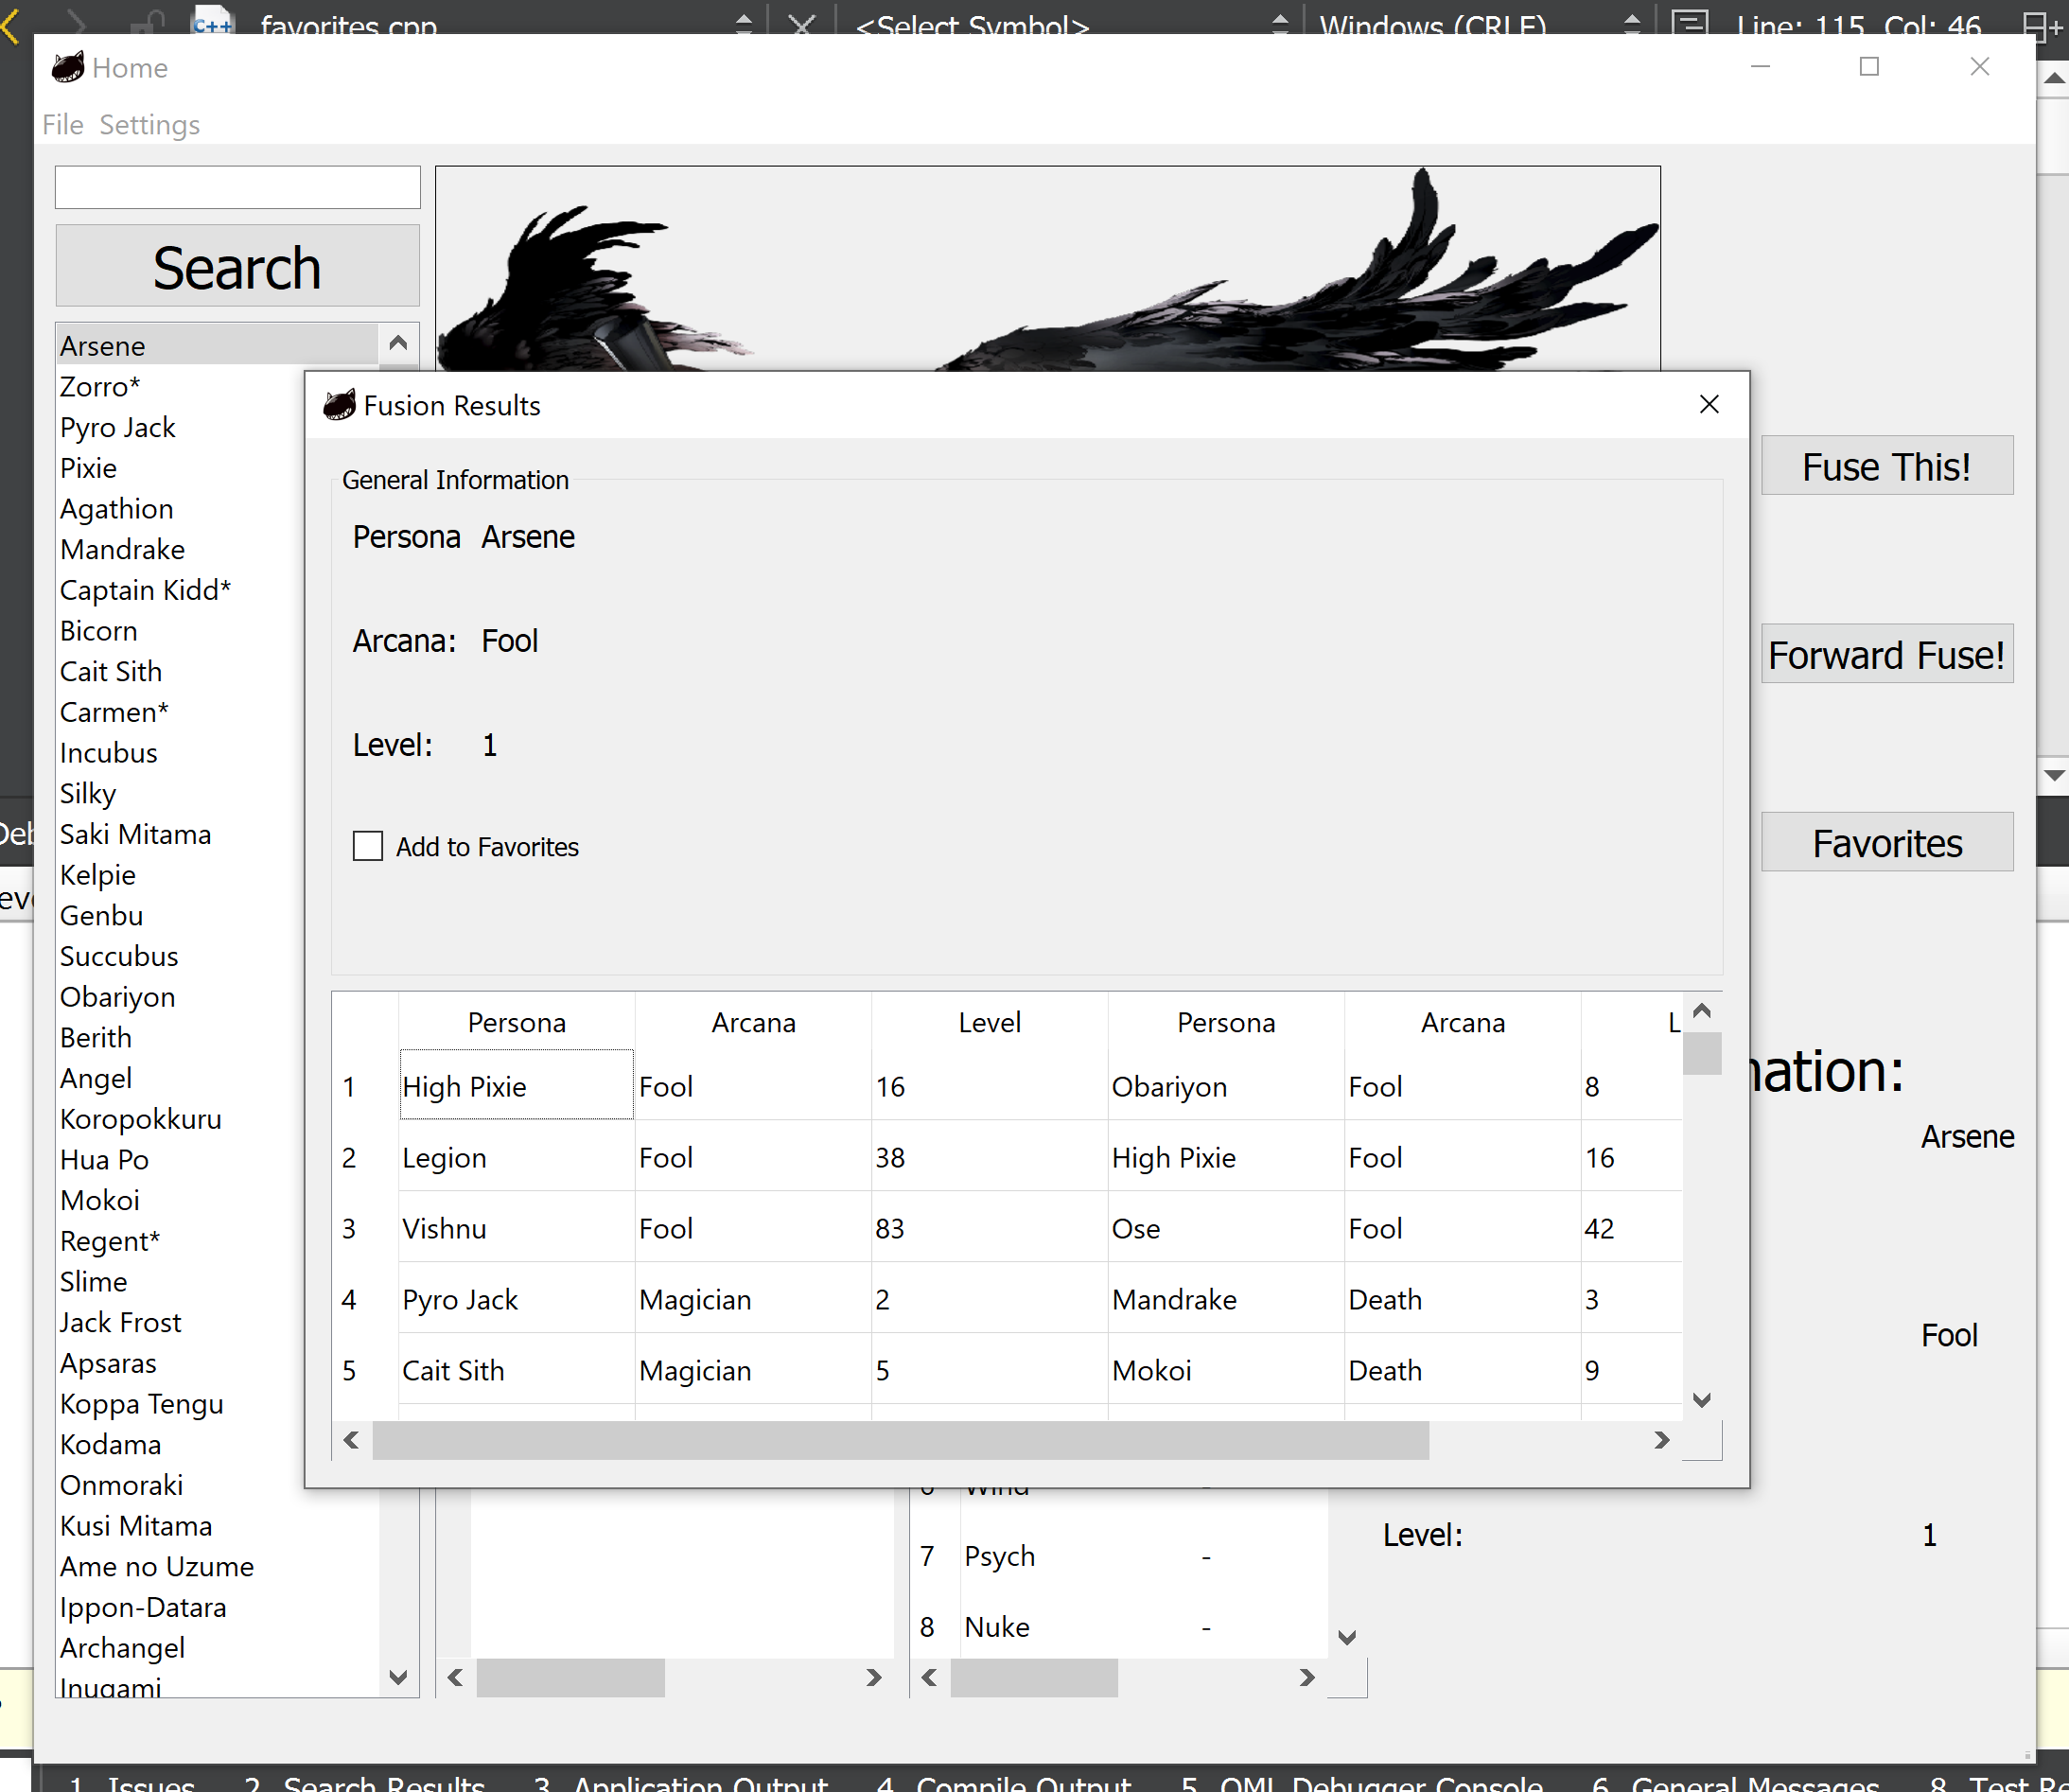 favorites.cpp <Select Symbol> Windows (CRLF) Line: 115, Col: 46
Home
File Settings
Search
Arsene
Zorro*
Pyro Jack
Pixie
Agathion
Mandrake
Captain Kidd*
Bicorn
Cait Sith
Carmen*
Incubus
Silky
Saki Mitama
Kelpie
Genbu
Succubus
Obariyon
Berith
Angel
Koropokkuru
Hua Po
Mokoi
Regent*
Slime
Jack Frost
Apsaras
Koppa Tengu
Kodama
Onmoraki
Kusi Mitama
Ame no Uzume
Ippon-Datara
Archangel
Inugami
Fusion Results
General Information
Persona Arsene
Arcana: Fool
Level: 1
Add to Favorites
Persona Arcana Level Persona Arcana L
1 High Pixie Fool 16 Obariyon Fool 8
2 Legion Fool 38 High Pixie Fool 16
3 Vishnu Fool 83 Ose Fool 42
4 Pyro Jack Magician 2 Mandrake Death 3
5 Cait Sith Magician 5 Mokoi Death 9
Fuse This!
Forward Fuse!
Favorites
mation:
Arsene
Fool
Level: 1
6 Wind -
7 Psych -
8 Nuke -
1 Issues 2 Search Results 3 Application Output 4 Compile Output 5 QML Debugger Console 6 General Messages 8 Test Re